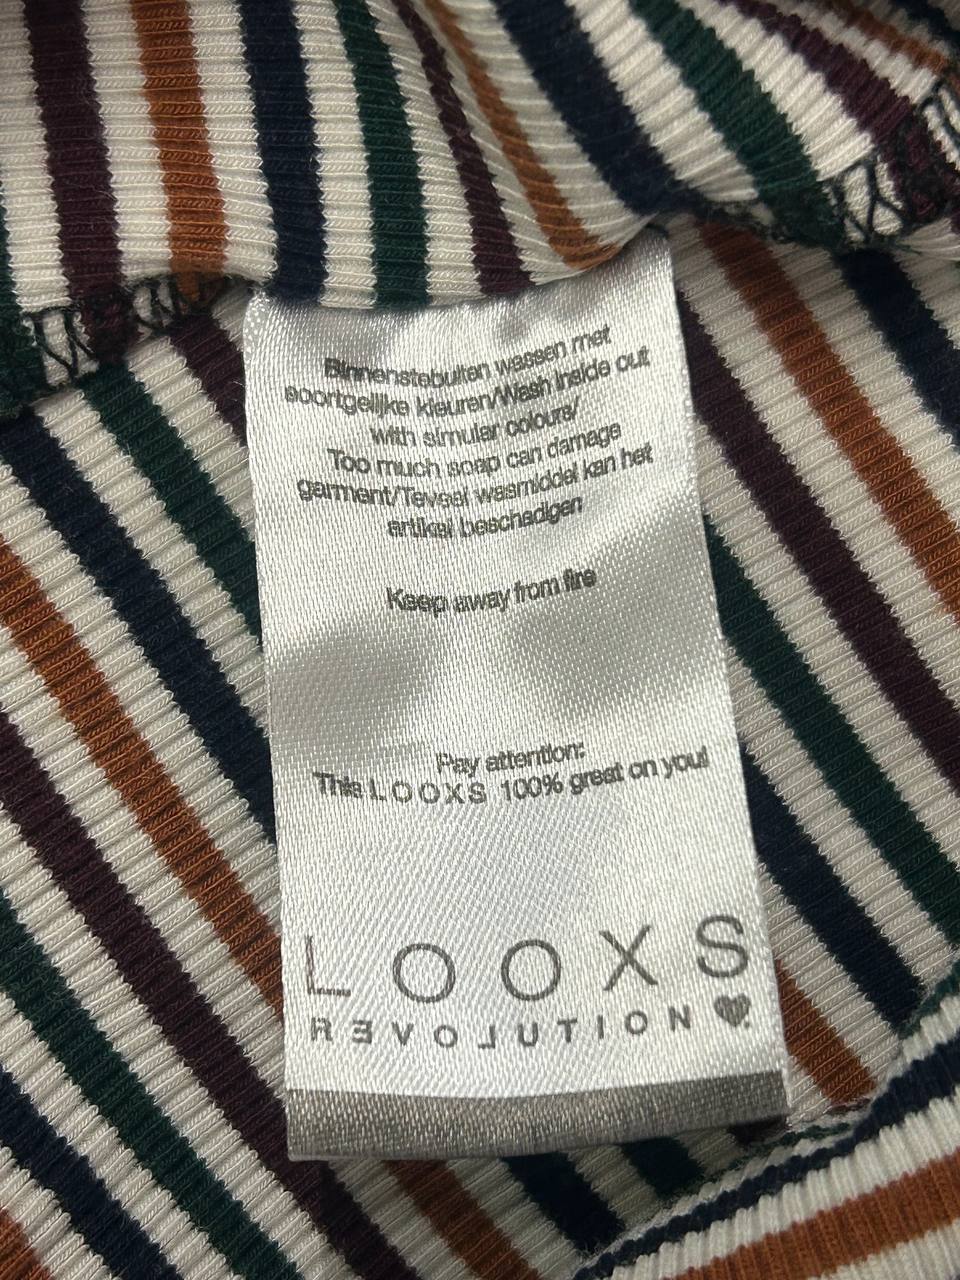 Binnenstebuiten wassen met
soortgelijke kleuren/Wash inside out
with simular colours/
Too much soap can damage
garment/Teveel wasmiddel kan het
artikel beschadigen
Keep away from fire
Pay attention:
This LOOXS 100% great on you!
LOOXS
REVOLUTION